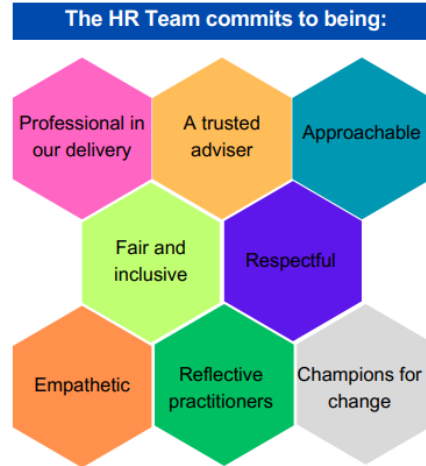 The HR Team commits to being:
Professional in
our delivery
A trusted
adviser
Approachable
Fair and
inclusive
Respectful
Empathetic
Reflective
practitioners
Champions for
change